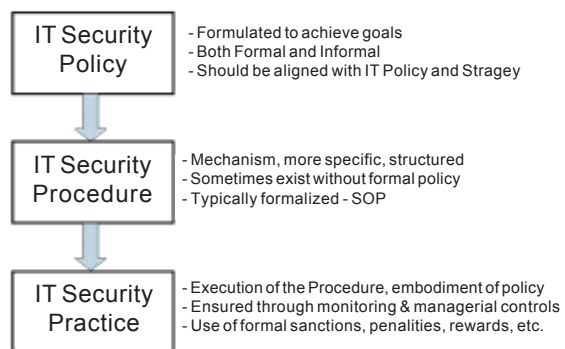 IT Security
Policy
- Formulated to achieve goals
- Both Formal and Informal
- Should be aligned with IT Policy and Stragey
IT Security
Procedure
- Mechanism, more specific, structured
- Sometimes exist without formal policy
- Typically formalized - SOP
IT Security
Practice
- Execution of the Procedure, embodiment of policy
- Ensured through monitoring & managerial controls
- Use of formal sanctions, penalities, rewards, etc.